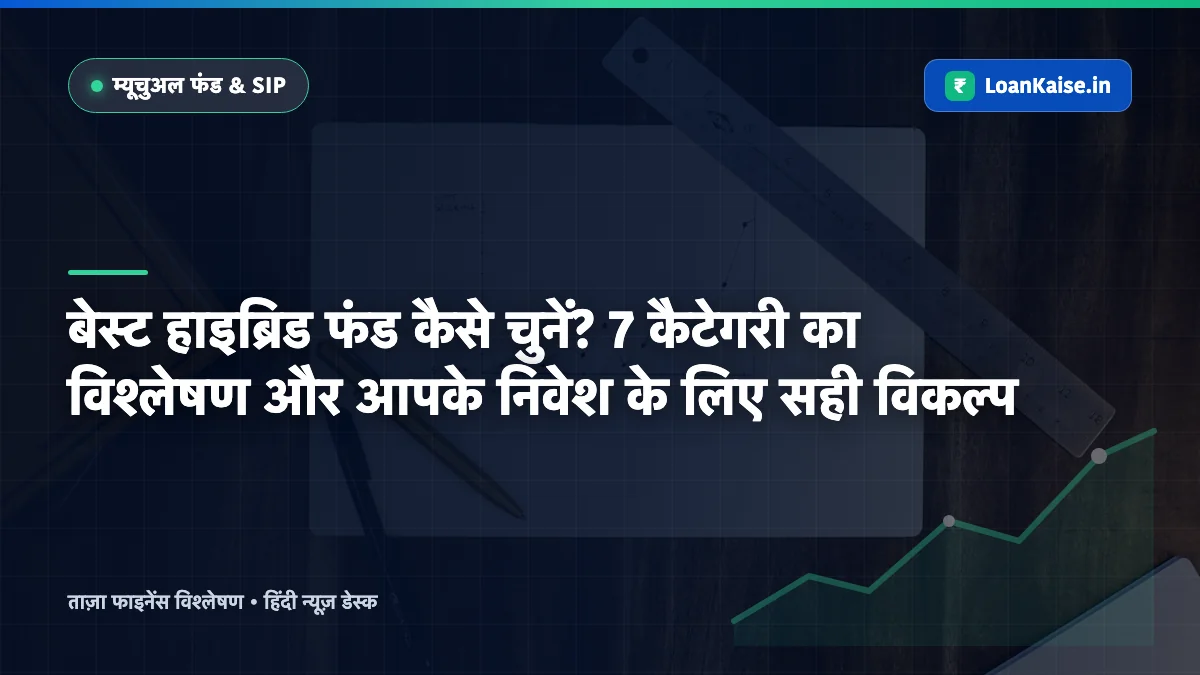 म्यूचुअल फंड & SIP
₹ LoanKaise.in
बेस्ट हाइब्रिड फंड कैसे चुनें? 7 कैटेगरी का
विश्लेषण और आपके निवेश के लिए सही विकल्प
ताज़ा फाइनेंस विश्लेषण • हिंदी न्यूज़ डेस्क